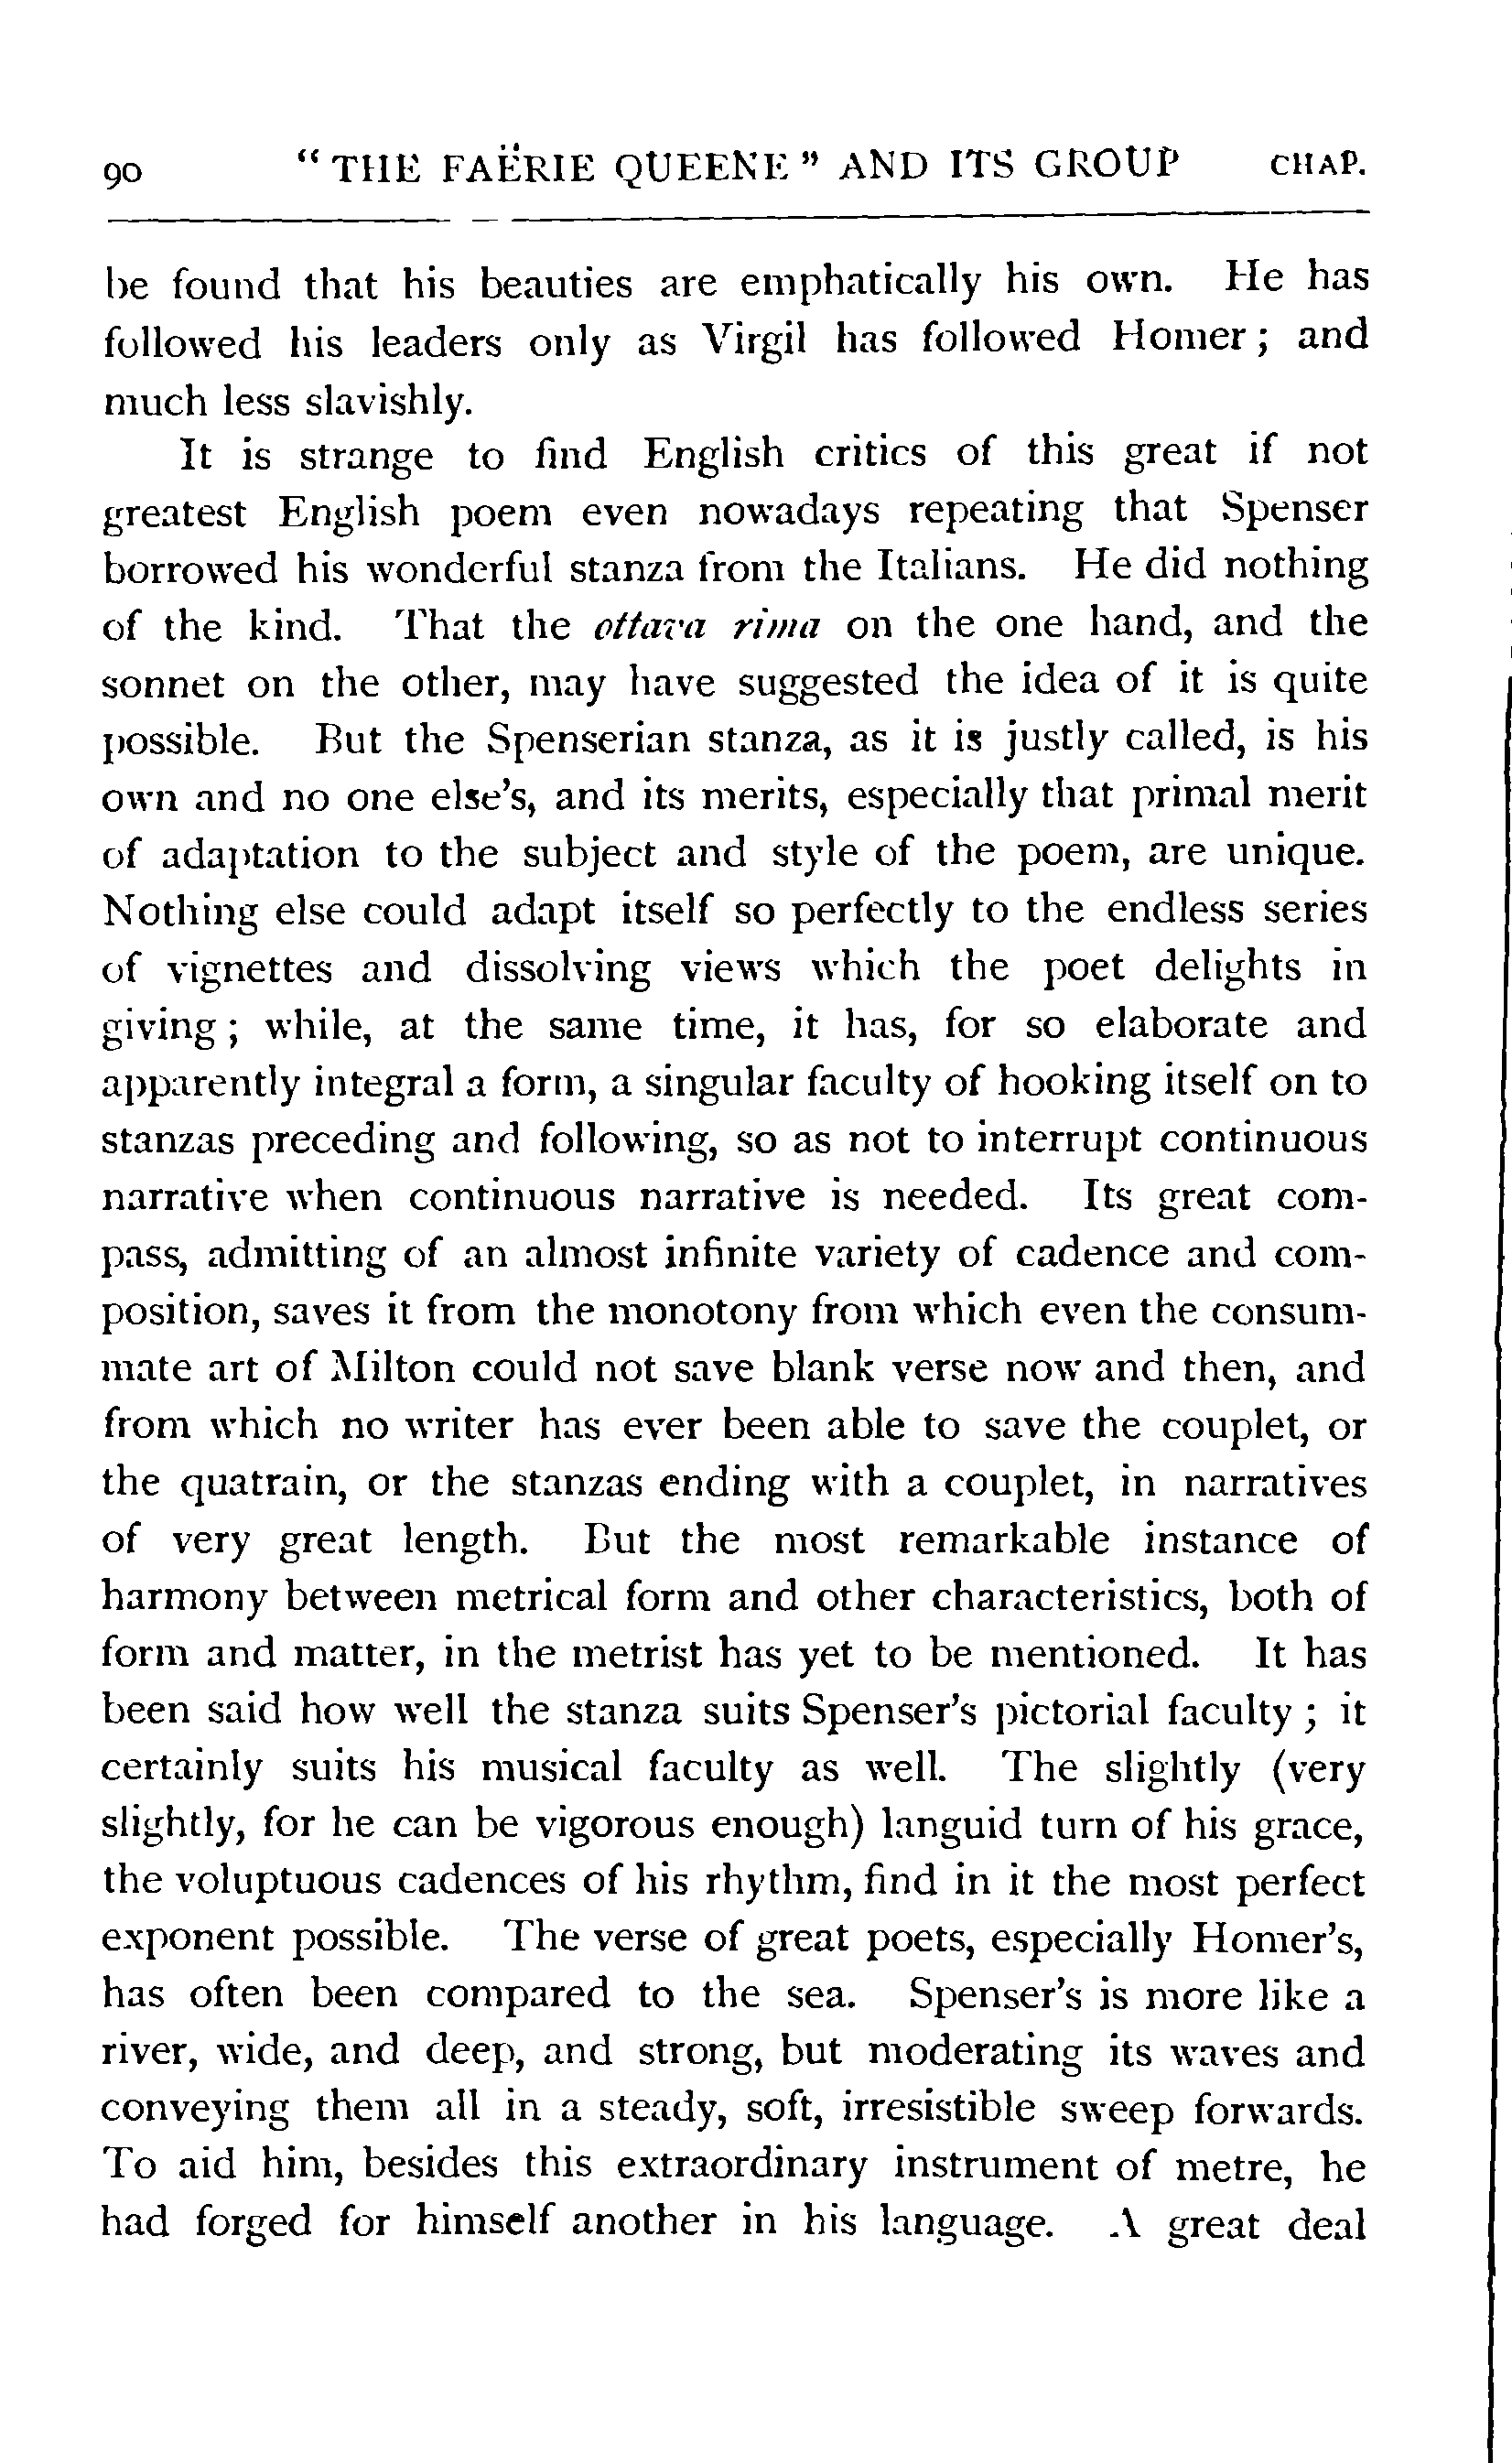 90 " THE FAËRIE QUEENE " AND ITS GROUP CHAP.
be found that his beauties are emphatically his own. He has
followed his leaders only as Virgil has followed Homer ; and
much less slavishly.
It is strange to find English critics of this great if not
greatest English poem even nowadays repeating that Spenser
borrowed his wonderful stanza from the Italians. He did nothing
of the kind. That the ottava rima on the one hand, and the
sonnet on the other, may have suggested the idea of it is quite
possible. But the Spenserian stanza, as it is justly called, is his
own and no one else's, and its merits, especially that primal merit
of adaptation to the subject and style of the poem, are unique.
Nothing else could adapt itself so perfectly to the endless series
of vignettes and dissolving views which the poet delights in
giving ; while, at the same time, it has, for so elaborate and
apparently integral a form, a singular faculty of hooking itself on to
stanzas preceding and following, so as not to interrupt continuous
narrative when continuous narrative is needed. Its great com-
pass, admitting of an almost infinite variety of cadence and com-
position, saves it from the monotony from which even the consum-
mate art of Milton could not save blank verse now and then, and
from which no writer has ever been able to save the couplet, or
the quatrain, or the stanzas ending with a couplet, in narratives
of very great length. But the most remarkable instance of
harmony between metrical form and other characteristics, both of
form and matter, in the metrist has yet to be mentioned. It has
been said how well the stanza suits Spenser's pictorial faculty ; it
certainly suits his musical faculty as well. The slightly (very
slightly, for he can be vigorous enough) languid turn of his grace,
the voluptuous cadences of his rhythm, find in it the most perfect
exponent possible. The verse of great poets, especially Homer's,
has often been compared to the sea. Spenser's is more like a
river, wide, and deep, and strong, but moderating its waves and
conveying them all in a steady, soft, irresistible sweep forwards.
To aid him, besides this extraordinary instrument of metre, he
had forged for himself another in his language. A great deal